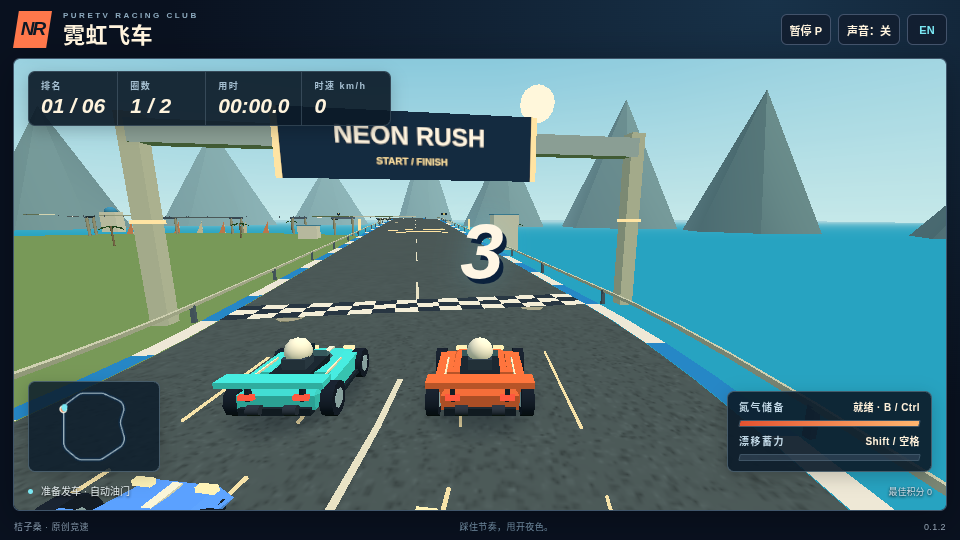 NR
PURETV RACING CLUB
霓虹飞车
暂停 P
声音: 关
EN
排名
01 / 06
圈数
1 / 2
用时
00:00.0
时速 km/h
0
NEON RUSH
START / FINISH
3
氮气储备
就绪 · B / Ctrl
漂移蓄力
Shift / 空格
准备发车 · 自动油门
最佳积分 0
桔子桑 · 原创竞速
踩住节奏，甩开夜色。
0.1.2